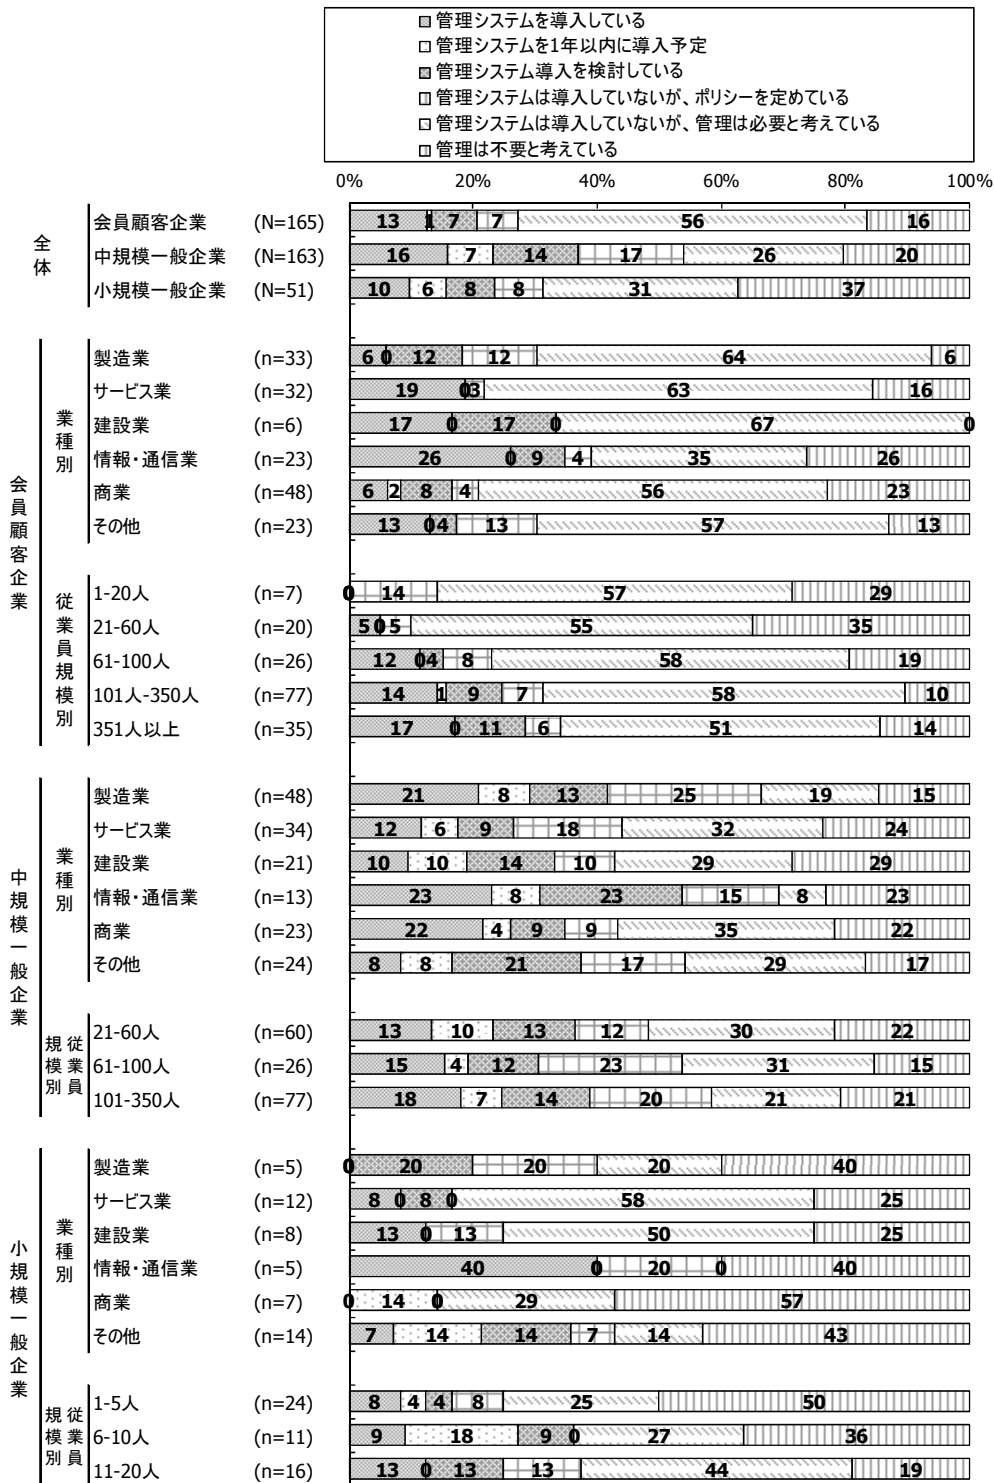 管理システムを導入している
管理システムを1年以内に導入予定
管理システム導入を検討している
管理システムは導入していないが、ポリシーを定めている
管理システムは導入していないが、管理は必要と考えている
管理は不要と考えている
0% 20% 40% 60% 80% 100%
全体
会員顧客企業 (N=165) 13 1 7 7 56 16
中規模一般企業 (N=163) 16 7 14 17 26 20
小規模一般企業 (N=51) 10 6 8 8 31 37
会員顧客企業
業種別
製造業 (n=33) 6 0 12 12 64 6
サービス業 (n=32) 19 0 3 63 16
建設業 (n=6) 17 0 17 0 67 0
情報・通信業 (n=23) 26 0 9 4 35 26
商業 (n=48) 6 2 8 4 56 23
その他 (n=23) 13 0 4 13 57 13
従業員規模別
1-20人 (n=7) 0 14 57 29
21-60人 (n=20) 5 0 5 55 35
61-100人 (n=26) 12 0 4 8 58 19
101人-350人 (n=77) 14 1 9 7 58 10
351人以上 (n=35) 17 0 11 6 51 14
中規模一般企業
業種別
製造業 (n=48) 21 8 13 25 19 15
サービス業 (n=34) 12 6 9 18 32 24
建設業 (n=21) 10 10 14 10 29 29
情報・通信業 (n=13) 23 8 23 15 8 23
商業 (n=23) 22 4 9 9 35 22
その他 (n=24) 8 8 21 17 29 17
従業員規模別
21-60人 (n=60) 13 10 13 12 30 22
61-100人 (n=26) 15 4 12 23 31 15
101-350人 (n=77) 18 7 14 20 21 21
小規模一般企業
業種別
製造業 (n=5) 0 20 20 20 40
サービス業 (n=12) 8 0 8 0 58 25
建設業 (n=8) 13 0 13 50 25
情報・通信業 (n=5) 40 0 20 0 40
商業 (n=7) 0 14 0 29 57
その他 (n=14) 7 14 14 7 14 43
従業員規模別
1-5人 (n=24) 8 4 4 8 25 50
6-10人 (n=11) 9 18 9 0 27 36
11-20人 (n=16) 13 0 13 13 44 19